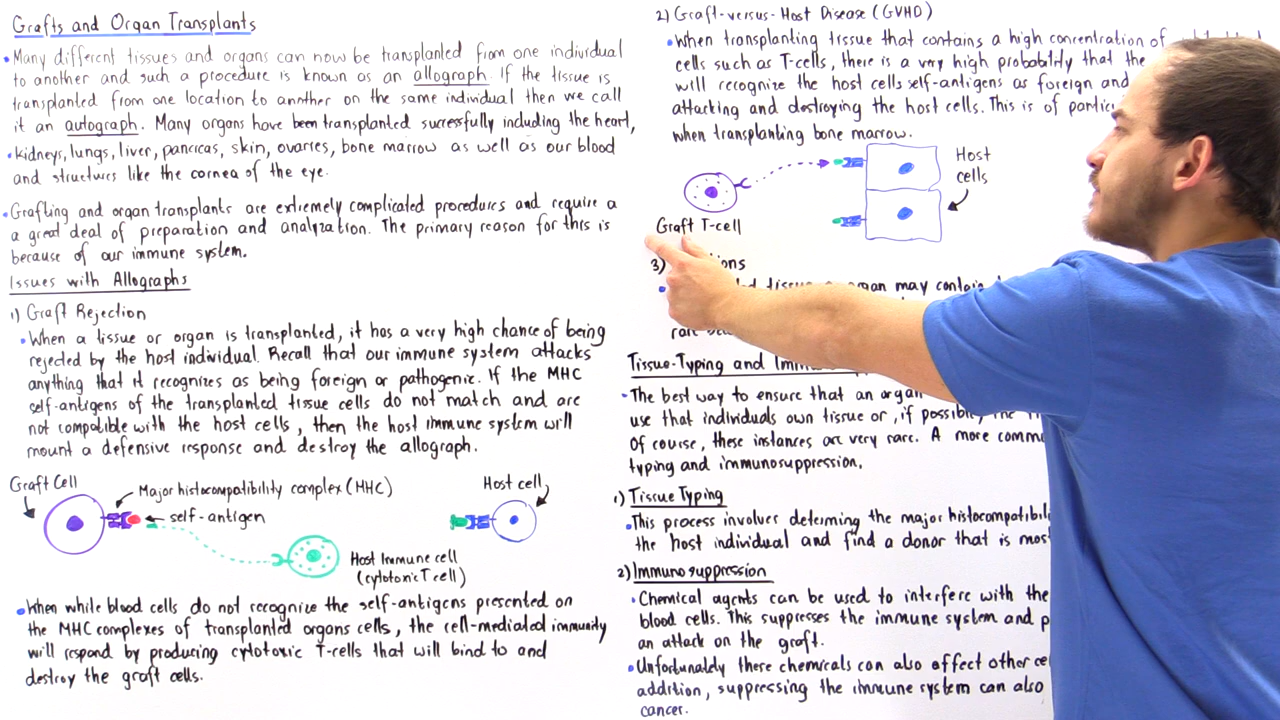 Grafts and Organ Transplants
• Many different tissues and organs can now be transplanted from one individual
to another and such a procedure is known as an allograph. If the tissue is
transplanted from one location to another on the same individual then we call
it an autograph. Many organs have been transplanted successfully including the heart,
• kidneys, lungs, liver, pancreas, skin, ovaries, bone marrow as well as our blood
and structures like the cornea of the eye.
• Grafting and organ transplants are extremely complicated procedures and require a
a great deal of preparation and analyzation. The primary reason for this is
because of our immune system.
Issues with Allographs
1) Graft Rejection
• When a tissue or organ is transplanted, it has a very high chance of being
rejected by the host individual. Recall that our immune system attacks
anything that it recognizes as being foreign or pathogenic. If the MHC
self-antigens of the transplanted tissue cells do not match and are
not compatible with the host cells, then the host immune system will
mount a defensive response and destroy the allograph.
Graft Cell
Major histocompatibility complex (MHC)
self-antigen
Host cell
Host Immune cell
(cytotoxic T cell)
• When while blood cells do not recognize the self-antigens presented on
the MHC complexes of transplanted organs cells, the cell-mediated immunity
will respond by producing cytotoxic T-cells that will bind to and
destroy the graft cells.
2) Graft-versus-Host Disease (GVHD)
• When transplanting tissue that contains a high concentration of
cells such as T-cells, there is a very high probability that the
will recognize the host cells self-antigens as foreign and
attacking and destroying the host cells. This is of
when transplanting bone marrow.
Host
cells
Graft T-cell
3)
may contain
Tissue-Typing and
• The best way to ensure that an organ
use that individuals own tissue or, if possible, the
Of course, these instances are very rare. A more
typing and immunosuppression.
1) Tissue Typing
• This process involves determing the major
the host individual and find a donor that is
2) Immunosuppression
• Chemical agents can be used to interfere with the
blood cells. This suppresses the immune system and
an attack on the graft.
• Unfortunately these chemicals can also affect other
addition, suppressing the immune system can also
cancer.